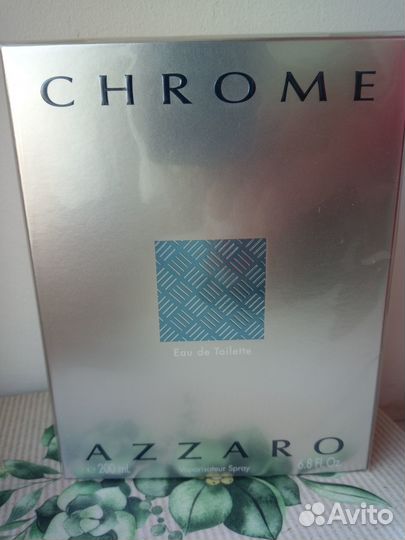 CHROME
Eau de Toilette
AZZARO
200 mL Vaporisateur Spray 6.8 Fl. Oz.
Avito